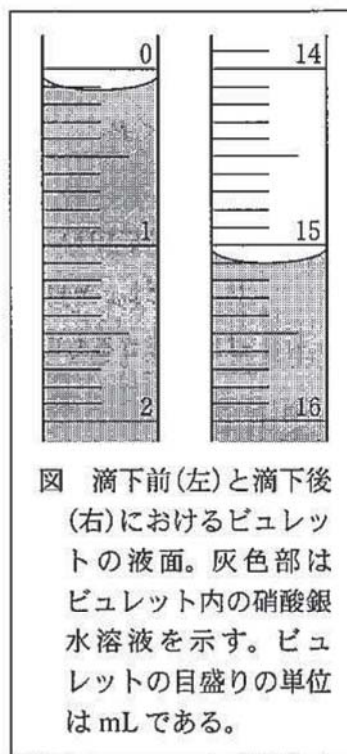 0 14
1 15
2 16
図 滴下前(左)と滴下後
(右)におけるビュレッ
トの液面。灰色部は
ビュレット内の硝酸銀
水溶液を示す。ビュ
レットの目盛りの単位
は mL である。